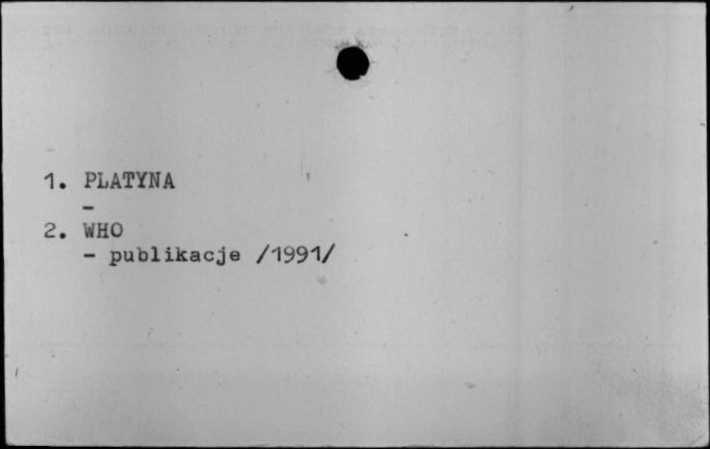 1. PLATYNA
-
2. WHO
- publikacje /1991/